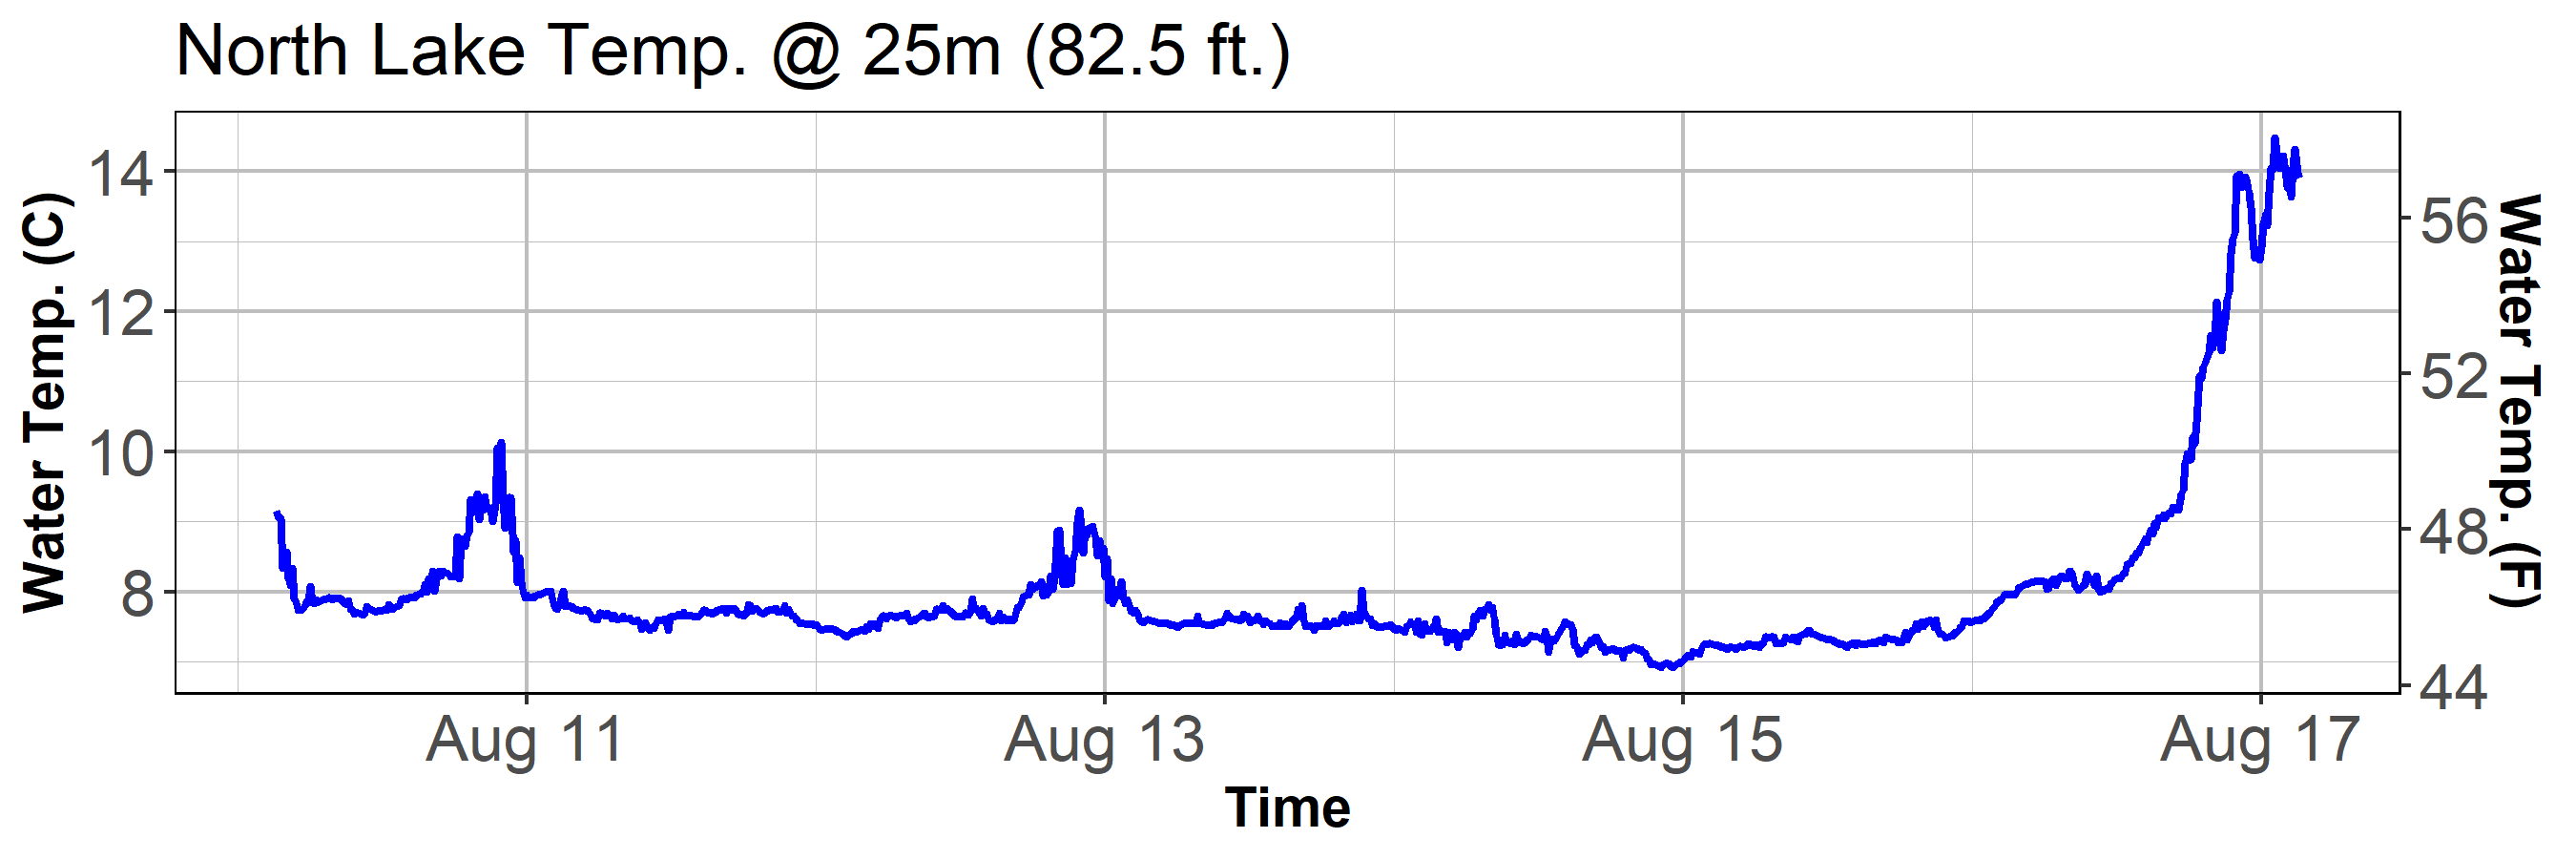 North Lake Temp. @ 25m (82.5 ft.)
Water Temp. (C)
14
12
10
8
56
52
48
44
Water Temp. (F)
Aug 11
Aug 13
Aug 15
Aug 17
Time